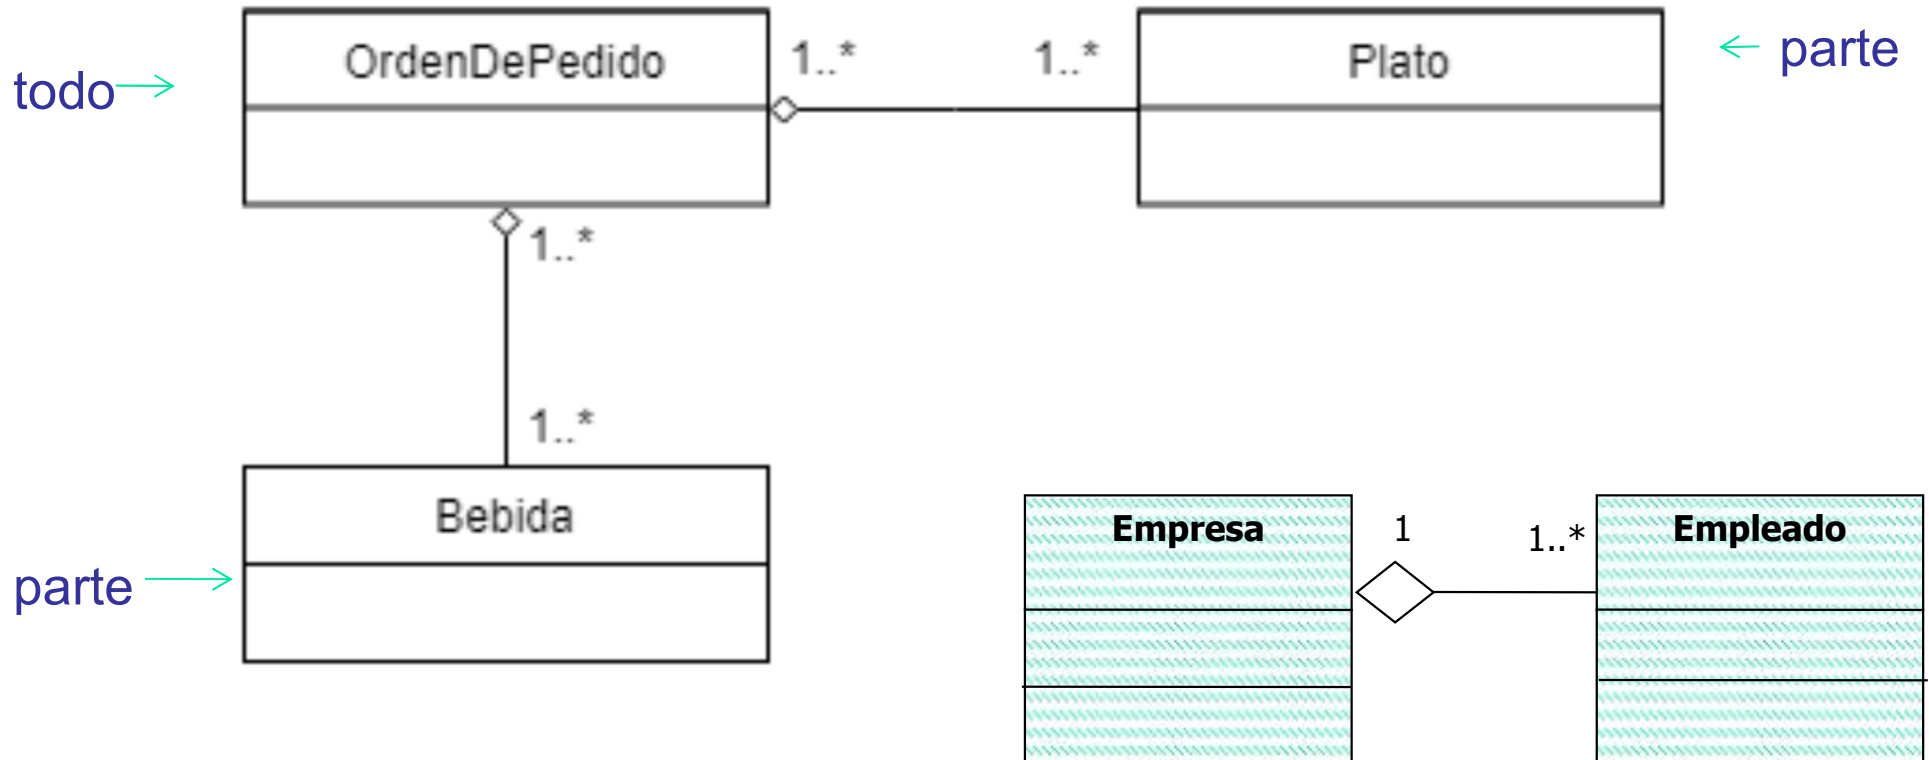 todo
OrdenDePedido
1..*
1..*
Plato
parte
1..*
1..*
Bebida
parte
Empresa
1
1..*
Empleado